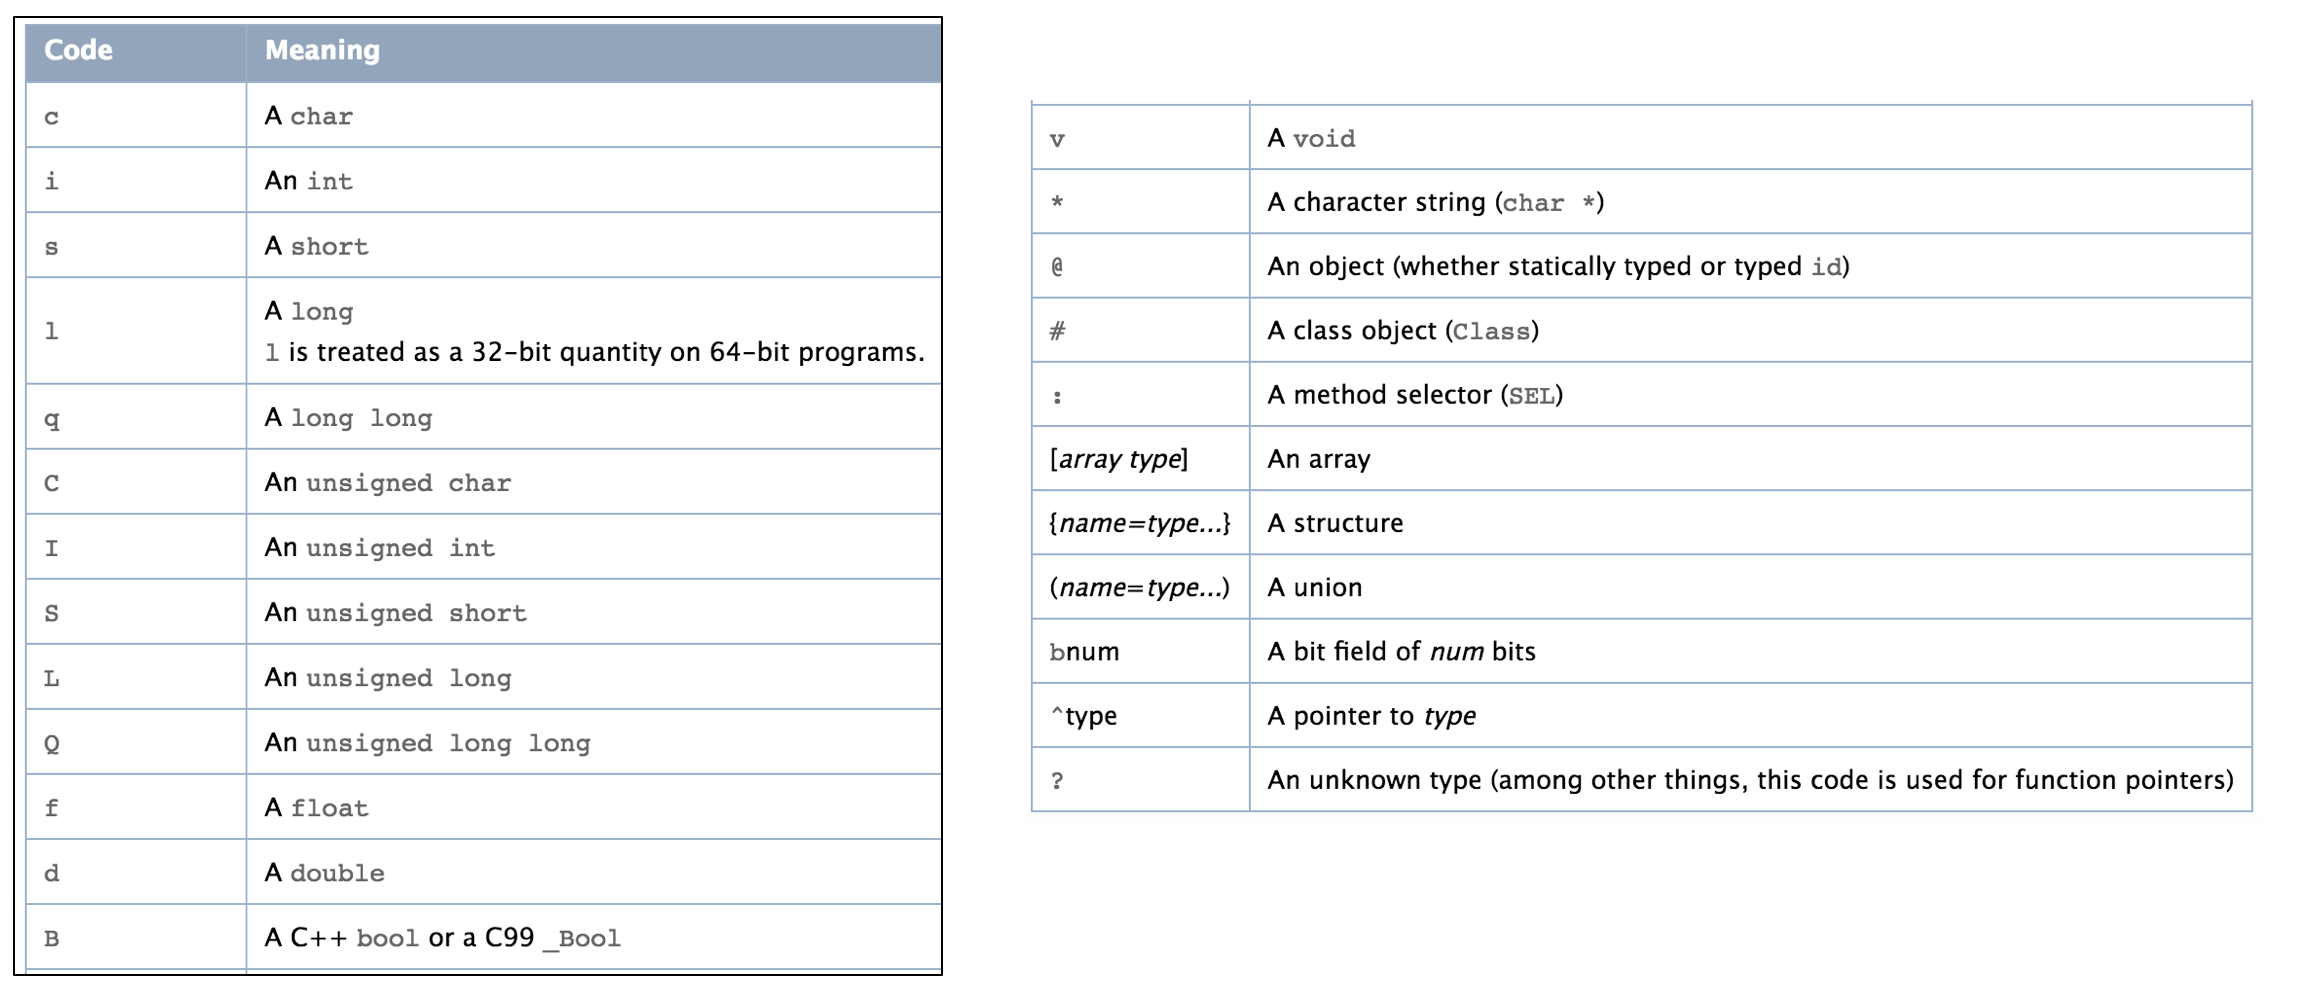 Code Meaning
c A char
i An int
s A short
l A long
l is treated as a 32-bit quantity on 64-bit programs.
q A long long
C An unsigned char
I An unsigned int
S An unsigned short
L An unsigned long
Q An unsigned long long
f A float
d A double
B A C++ bool or a C99 _Bool
v A void
* A character string (char *)
@ An object (whether statically typed or typed id)
# A class object (Class)
: A method selector (SEL)
[array type] An array
{name=type...} A structure
(name=type...) A union
bnum A bit field of num bits
^type A pointer to type
? An unknown type (among other things, this code is used for function pointers)